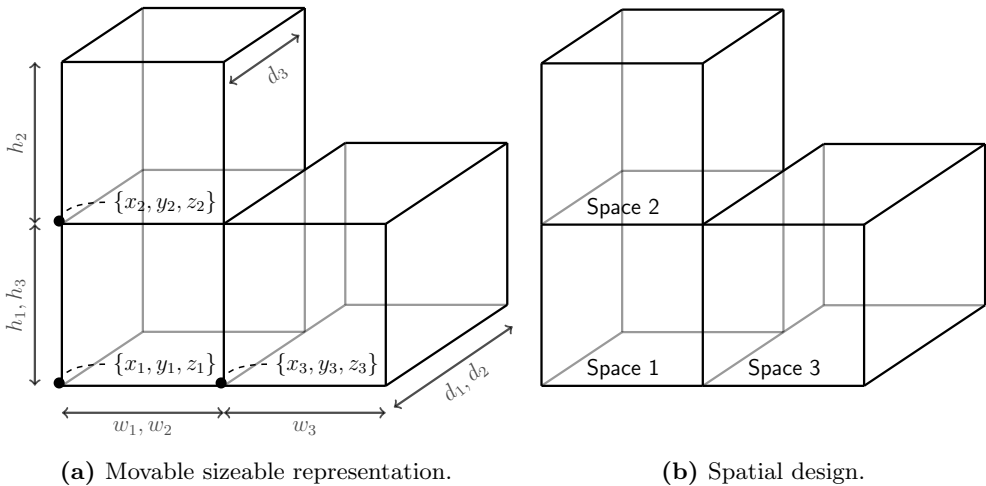 d₃
h₂
{x₂, y₂, z₂}
Space 2
h₁, h₃
{x₁, y₁, z₁}
{x₃, y₃, z₃}
Space 1
Space 3
d₁, d₂
w₁, w₂
w₃
(a) Movable sizeable representation.
(b) Spatial design.